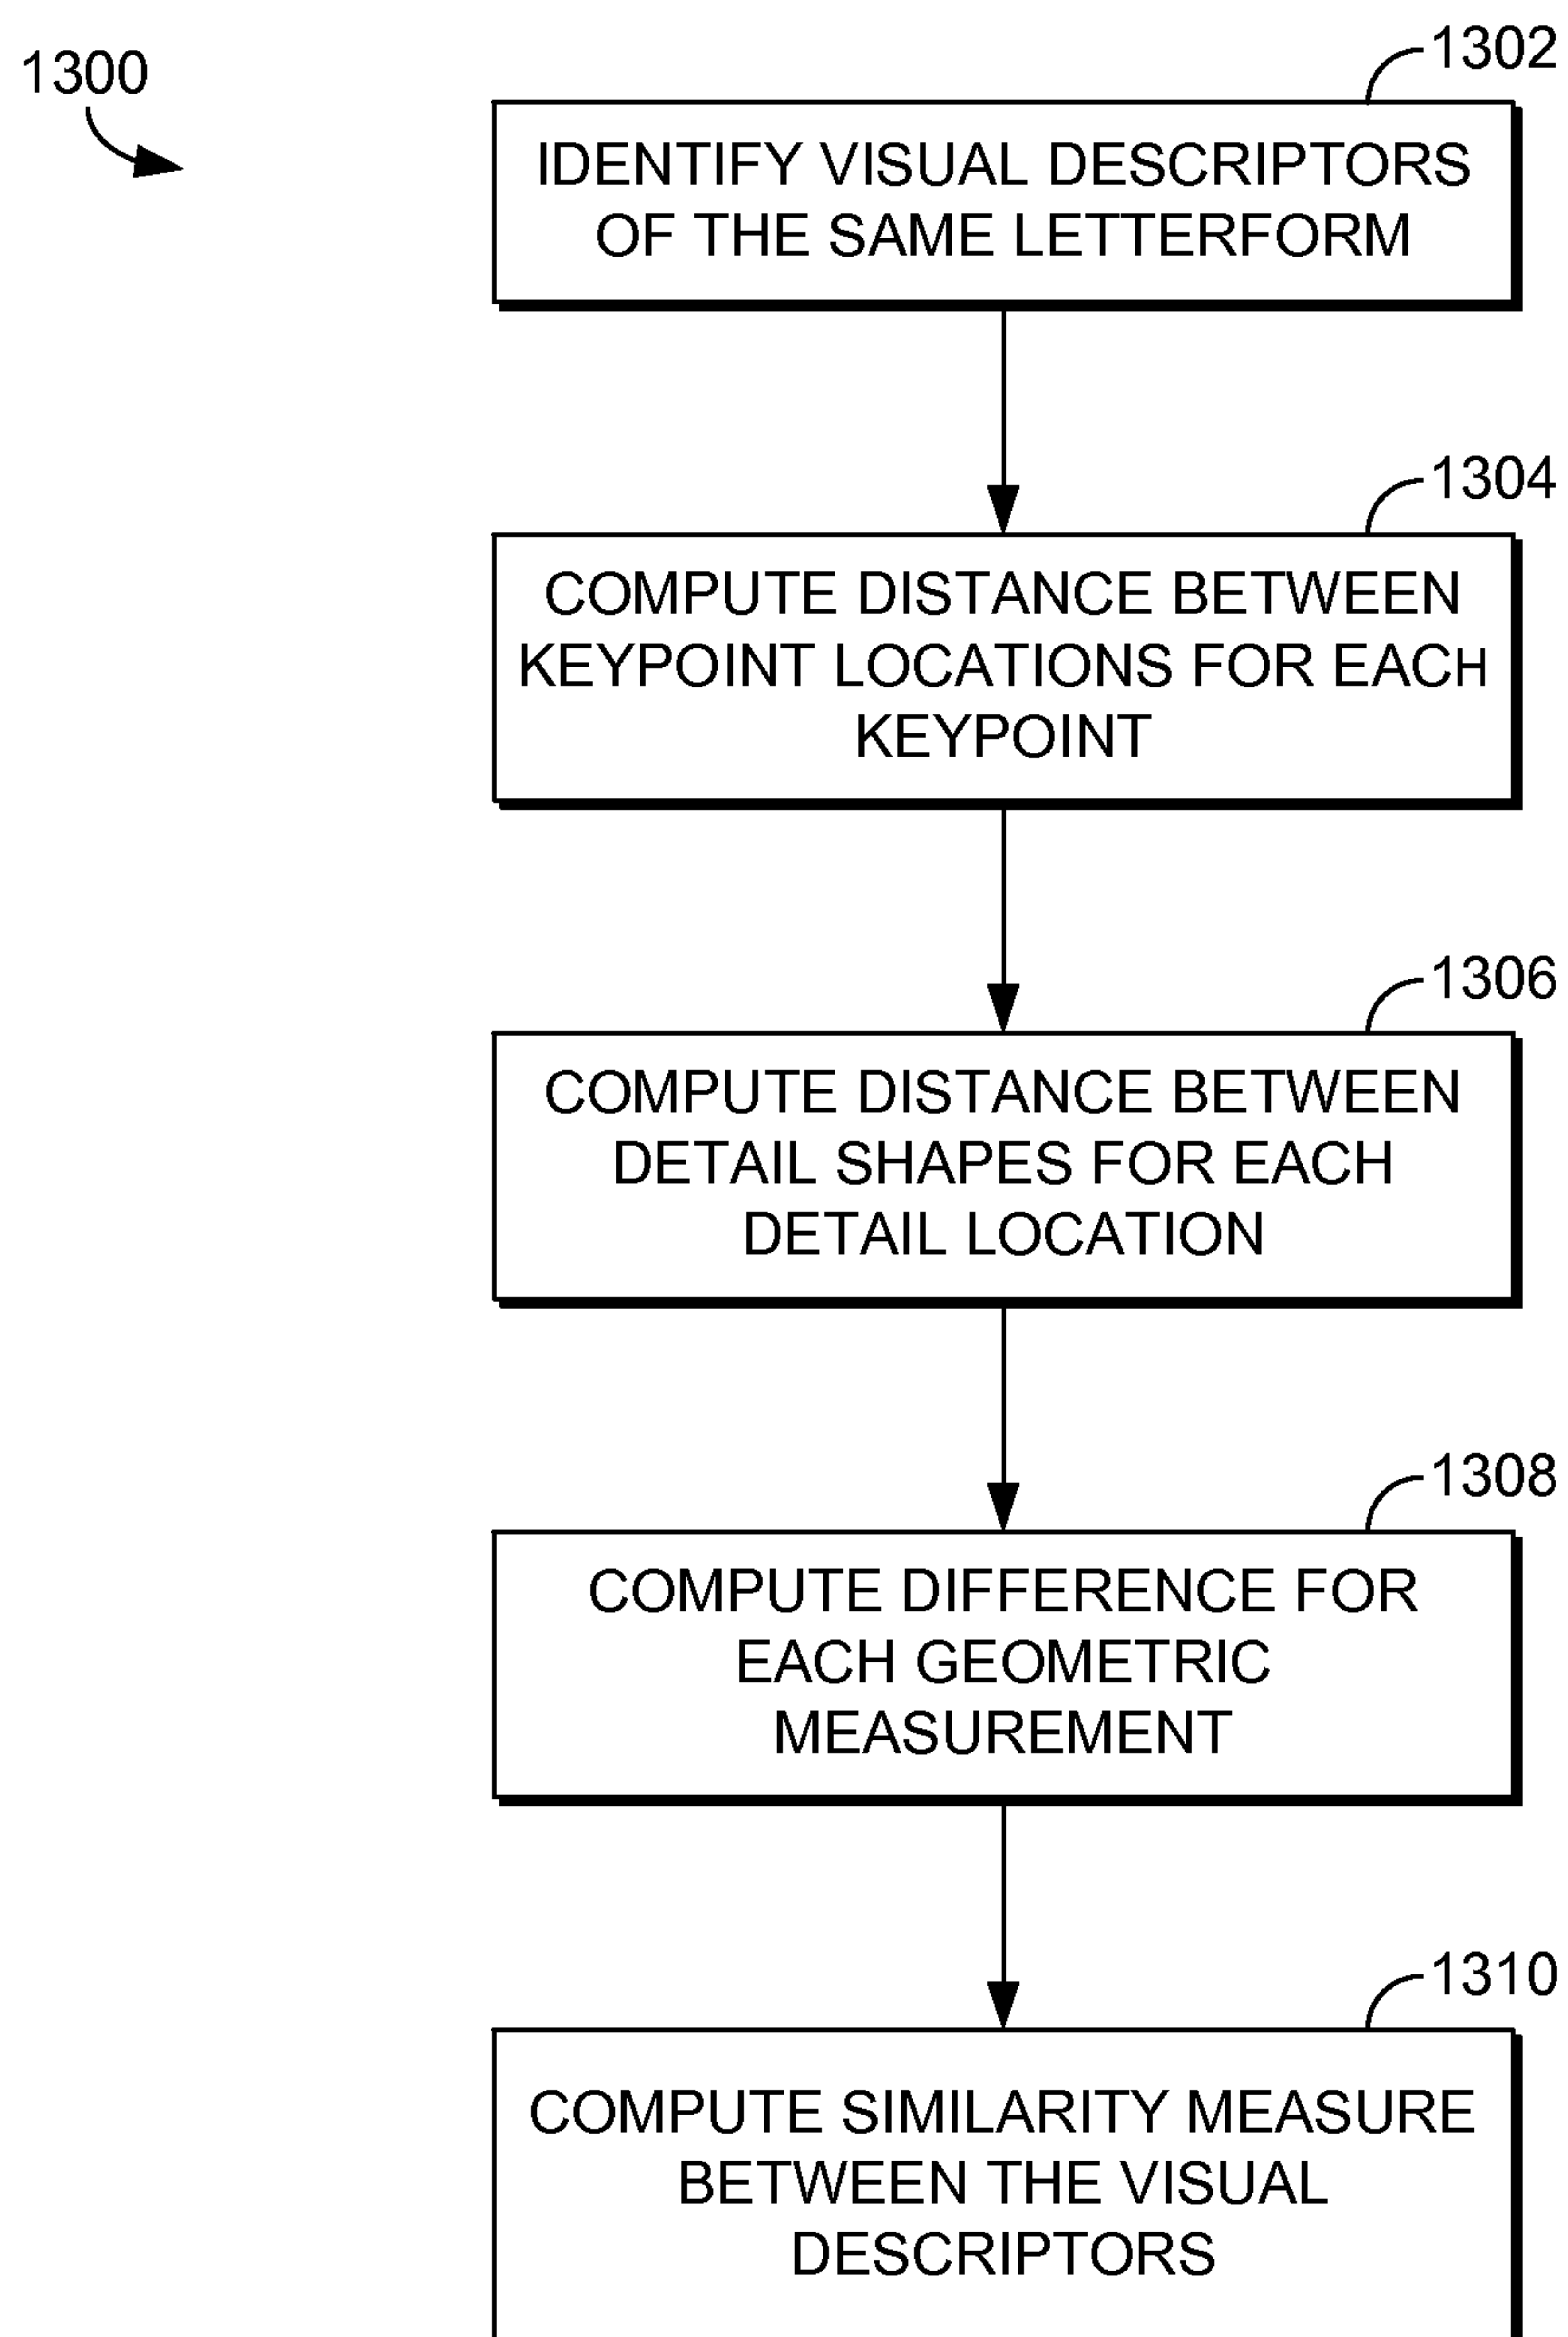 1300
1302
IDENTIFY VISUAL DESCRIPTORS
OF THE SAME LETTERFORM
1304
COMPUTE DISTANCE BETWEEN
KEYPOINT LOCATIONS FOR EACH
KEYPOINT
1306
COMPUTE DISTANCE BETWEEN
DETAIL SHAPES FOR EACH
DETAIL LOCATION
1308
COMPUTE DIFFERENCE FOR
EACH GEOMETRIC
MEASUREMENT
1310
COMPUTE SIMILARITY MEASURE
BETWEEN THE VISUAL
DESCRIPTORS